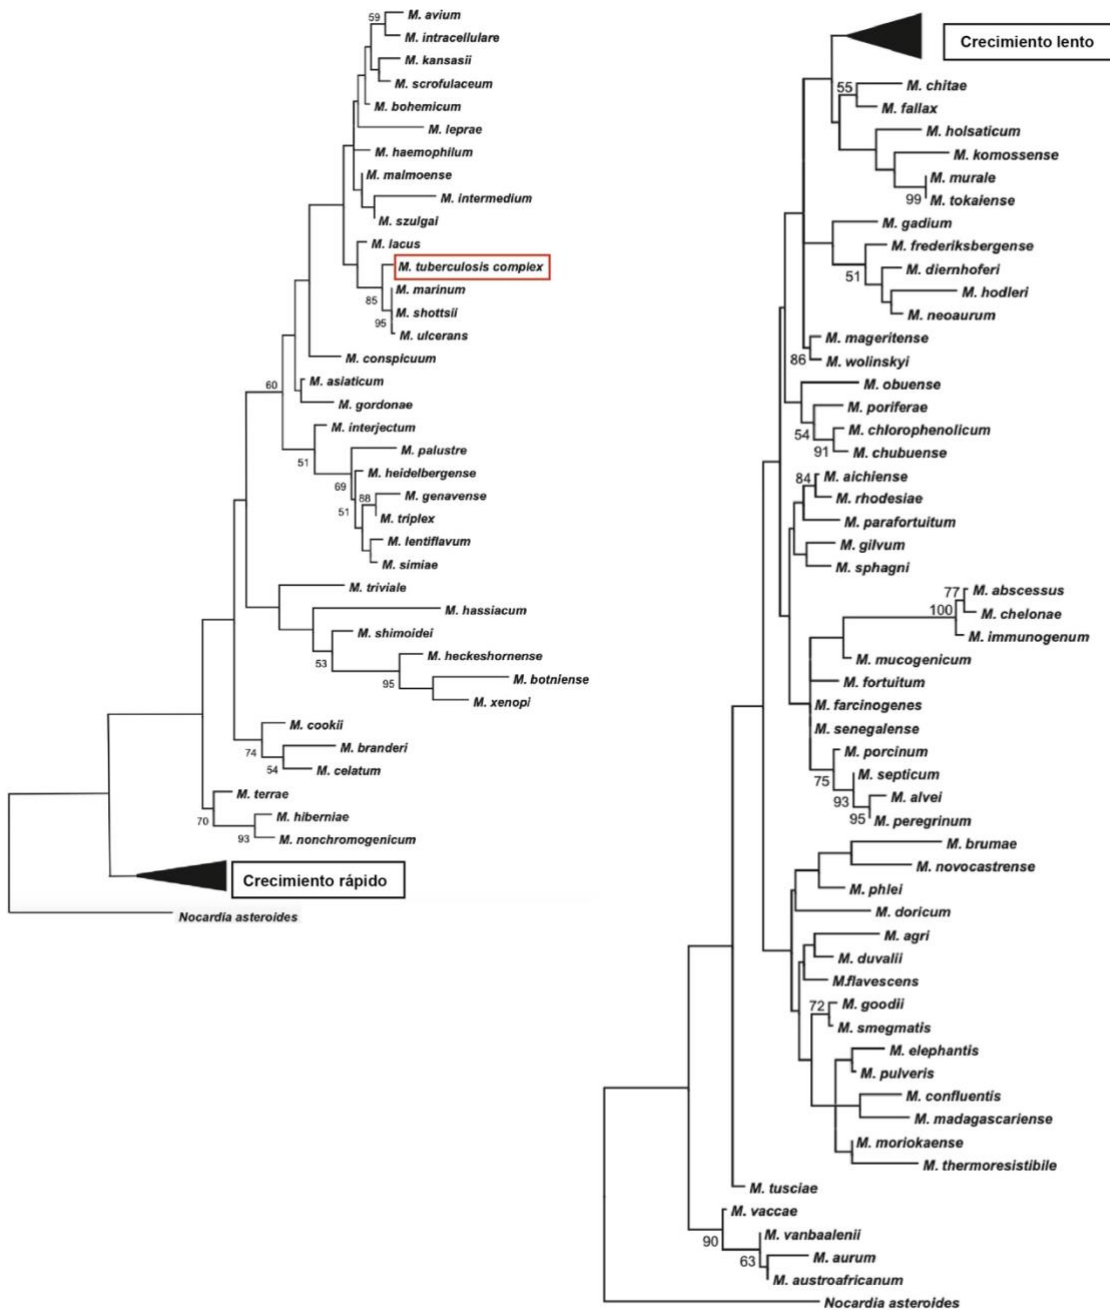 59
M. avium
M. intracellulare
M. kansasii
M. scrofulaceum
M. bohemicum
M. leprae
M. haemophilum
M. malmoense
M. intermedium
M. szulgai
M. lacus
M. tuberculosis complex
M. marinum
85
M. shottsii
95
M. ulcerans
M. conspicuum
60
M. asiaticum
M. gordonae
M. interjectum
51
M. palustre
69
M. heidelbergense
88
M. genavense
51
M. triplex
M. lentiflavum
M. simiae
M. triviale
M. hassiacum
M. shimoidei
53
M. heckeshornense
95
M. botniense
M. xenopi
M. cookii
74
M. branderi
54
M. celatum
M. terrae
70
M. hiberniae
93
M. nonchromogenicum
Crecimiento rápido
Nocardia asteroides
Crecimiento lento
55
M. chitae
M. fallax
M. holsaticum
M. komossense
M. murale
99
M. tokaiense
M. gadium
M. frederiksbergense
51
M. diernhoferi
M. hodleri
M. neoaurum
M. mageritense
86
M. wolinskyi
M. obuense
M. poriferae
54
M. chlorophenolicum
91
M. chubuense
84
M. aichiense
M. rhodesiae
M. parafortuitum
M. gilvum
M. sphagni
77
M. abscessus
100
M. chelonae
M. immunogenum
M. mucogenicum
M. fortuitum
M. farcinogenes
M. senegalense
M. porcinum
75
M. septicum
93
M. alvei
95
M. peregrinum
M. brumae
M. novocastrense
M. phlei
M. doricum
M. agri
M. duvalii
M.flavescens
72
M. goodii
M. smegmatis
M. elephantis
M. pulveris
M. confluentis
M. madagascariense
M. moriokaense
M. thermoresistibile
M. tusciae
M. vaccae
90
M. vanbaalenii
63
M. aurum
M. austroafricanum
Nocardia asteroides